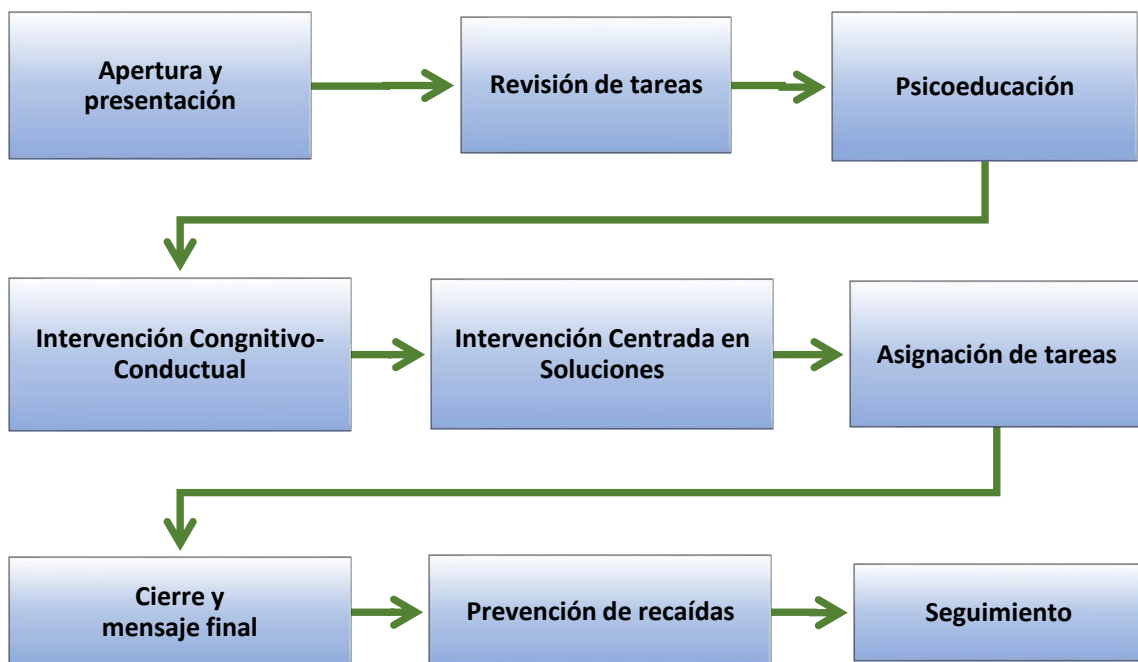 Apertura y
presentación
Revisión de tareas
Psicoeducación
Intervención Congnitivo-
Conductual
Intervención Centrada en
Soluciones
Asignación de tareas
Cierre y
mensaje final
Prevención de recaídas
Seguimiento